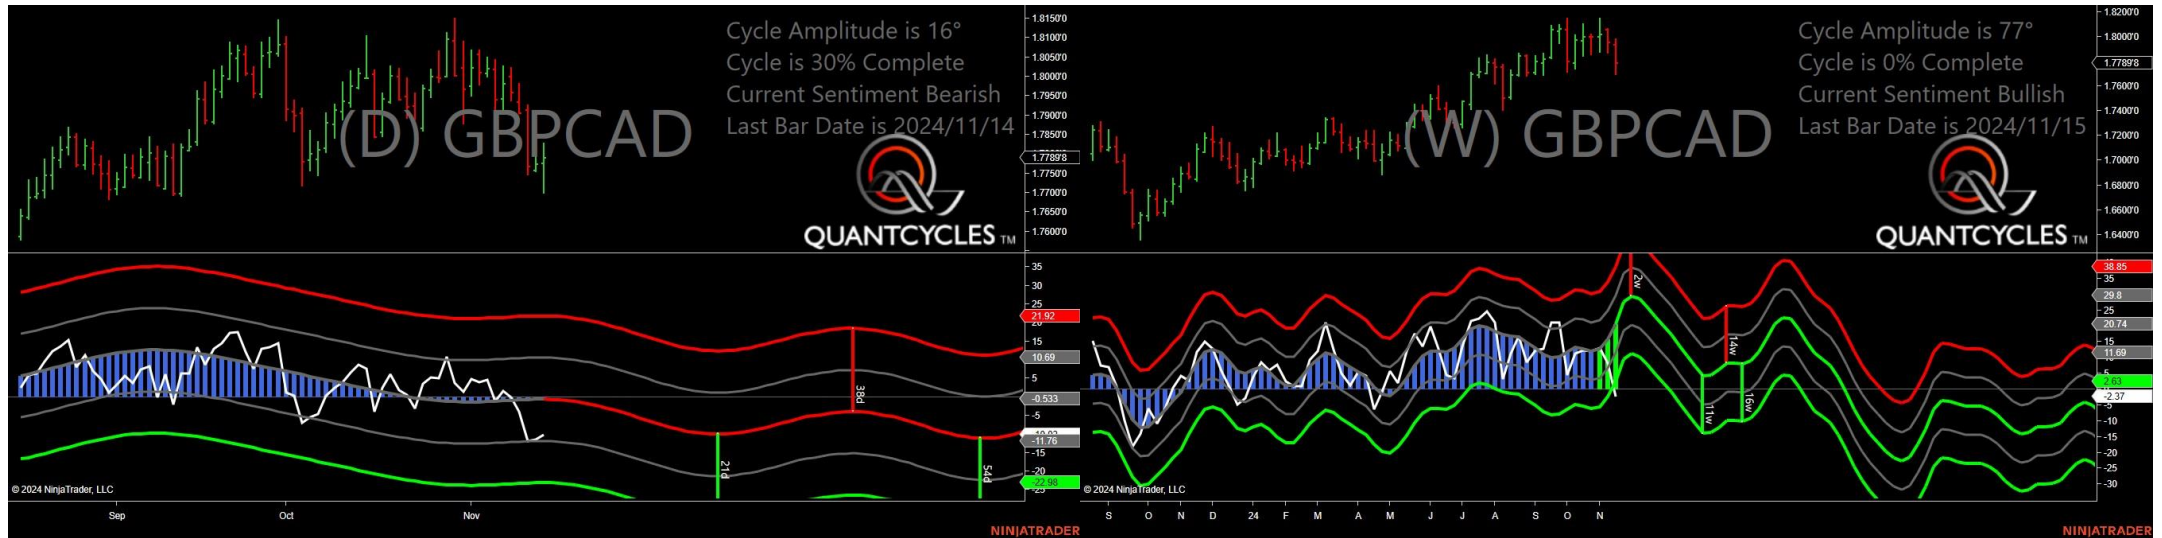 Cycle Amplitude is 16°
Cycle is 30% Complete
Current Sentiment Bearish
Last Bar Date is 2024/11/14
(D) GBPCAD
QUANTCYCLES TM
1.8150'0
1.8100'0
1.8050'0
1.8000'0
1.7950'0
1.7900'0
1.7850'0
1.7789'8
1.7750'0
1.7700'0
1.7650'0
1.7600'0
35
30
25
21.92
20
15
10.69
5
-0.533
-5
-11.76
-15
-20
-22.98
-25
21d
38d
54d
© 2024 NinjaTrader, LLC
Sep Oct Nov
NINJATRADER
Cycle Amplitude is 77°
Cycle is 0% Complete
Current Sentiment Bullish
Last Bar Date is 2024/11/15
(W) GBPCAD
QUANTCYCLES TM
1.8200'0
1.8000'0
1.7789'8
1.7600'0
1.7400'0
1.7200'0
1.7000'0
1.6800'0
1.6600'0
1.6400'0
38.85
35
29.8
25
20.74
15
11.69
5
2.63
-2.37
-5
-10
-15
-20
-25
-30
2w
11w
14w
16w
© 2024 NinjaTrader, LLC
S O N D 24 F M A M J J A S O N
NINJATRADER